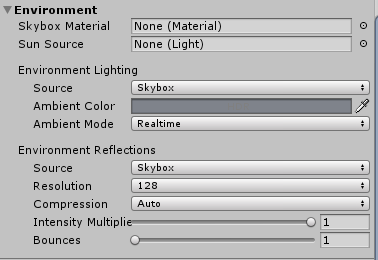 Environment
Skybox Material None (Material)
Sun Source None (Light)
Environment Lighting
Source Skybox
Ambient Color
Ambient Mode Realtime
Environment Reflections
Source Skybox
Resolution 128
Compression Auto
Intensity Multiplie 1
Bounces 1